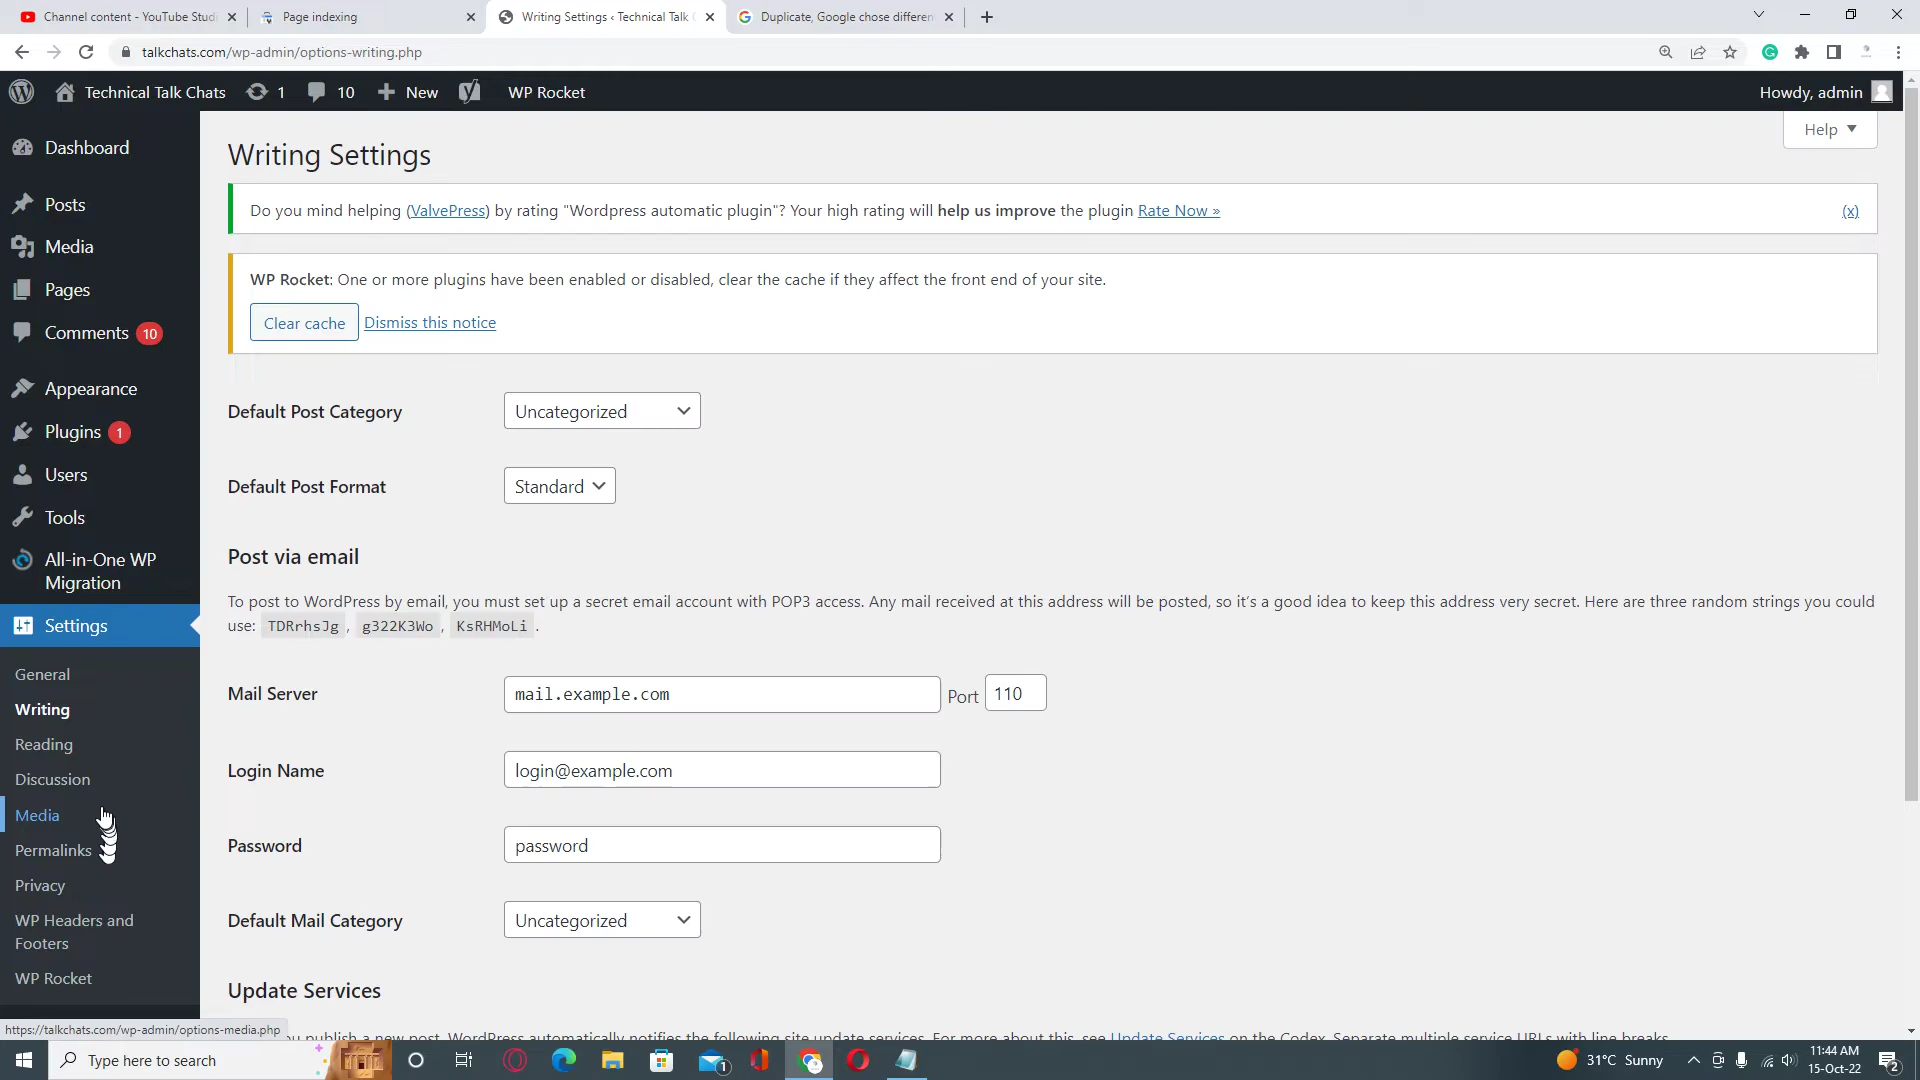 Channel content - YouTube Studi
Page indexing
Writing Settings ‹ Technical Talk C
Duplicate, Google chose differen
talkchats.com/wp-admin/options-writing.php
Technical Talk Chats 1 10 New WP Rocket
Howdy, admin
Help
Dashboard
Posts
Media
Pages
Comments 10
Appearance
Plugins 1
Users
Tools
All-in-One WP
Migration
Settings
General
Writing
Reading
Discussion
Media
Permalinks
Privacy
WP Headers and
Footers
WP Rocket
Writing Settings
Do you mind helping (ValvePress) by rating "Wordpress automatic plugin"? Your high rating will help us improve the plugin Rate Now »
(x)
WP Rocket: One or more plugins have been enabled or disabled, clear the cache if they affect the front end of your site.
Clear cache Dismiss this notice
Default Post Category Uncategorized
Default Post Format Standard
Post via email
To post to WordPress by email, you must set up a secret email account with POP3 access. Any mail received at this address will be posted, so it's a good idea to keep this address very secret. Here are three random strings you could
use: TDRrhsJg , g322K3Wo , KsRHMoLi .
Mail Server mail.example.com Port 110
Login Name login@example.com
Password password
Default Mail Category Uncategorized
Update Services
publish a new post, WordPress automatically notifies the following site update services. For more about this, see Update Services on the Codex. Separate multiple service URLs with line breaks.
https://talkchats.com/wp-admin/options-media.php
Type here to search
1
31°C Sunny
11:44 AM
15-Oct-22
2